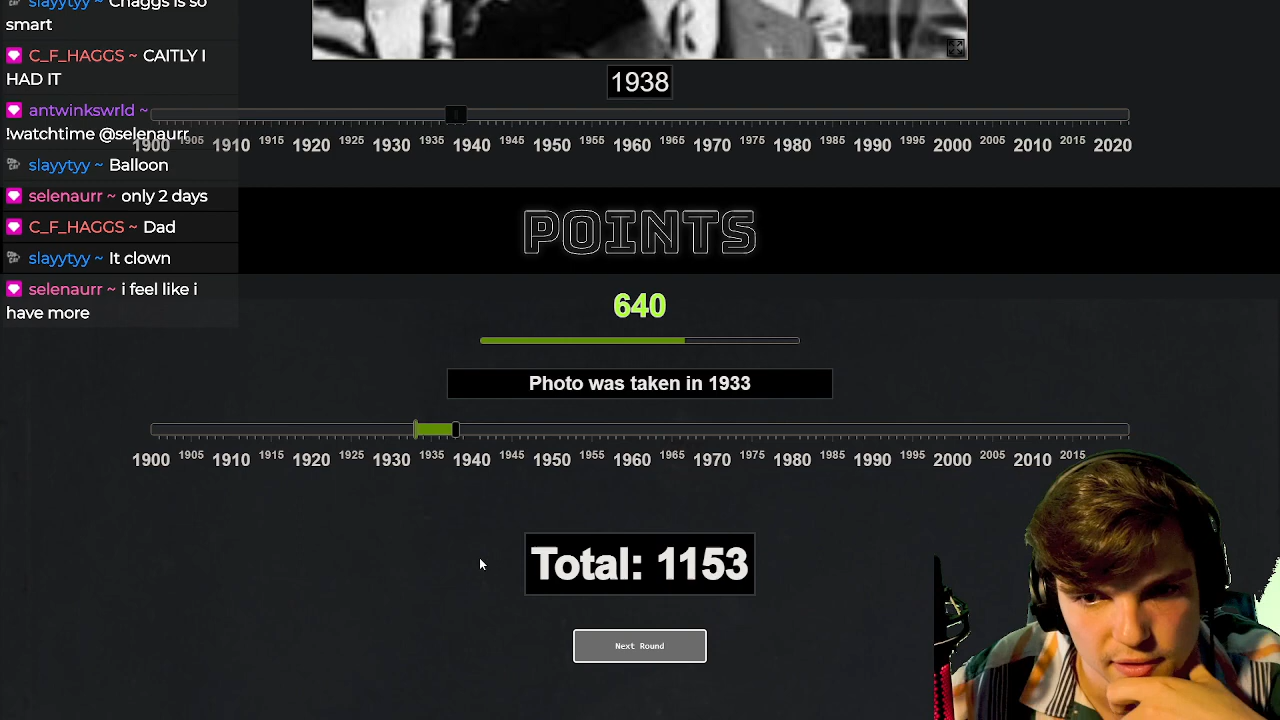 slayytyy ~ Chaggs is so
smart
C_F_HAGGS ~ CAITLY I
HAD IT
antwinkswrld ~
!watchtime @selenaurr
slayytyy ~ Balloon
selenaurr ~ only 2 days
C_F_HAGGS ~ Dad
slayytyy ~ It clown
selenaurr ~ i feel like i
have more
1938
1900 1905 1910 1915 1920 1925 1930 1935 1940 1945 1950 1955 1960 1965 1970 1975 1980 1985 1990 1995 2000 2005 2010 2015 2020
POINTS
640
Photo was taken in 1933
1900 1905 1910 1915 1920 1925 1930 1935 1940 1945 1950 1955 1960 1965 1970 1975 1980 1985 1990 1995 2000 2005 2010 2015
Total: 1153
Next Round